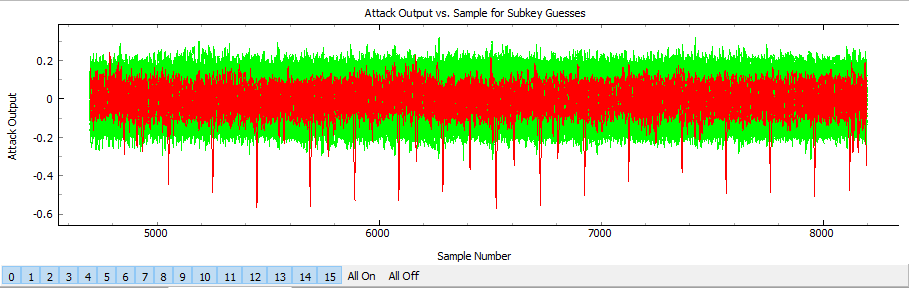 Attack Output vs. Sample for Subkey Guesses
0.2
0
-0.2
-0.4
-0.6
Attack Output
5000 6000 7000 8000
Sample Number
0 1 2 3 4 5 6 7 8 9 10 11 12 13 14 15 All On All Off